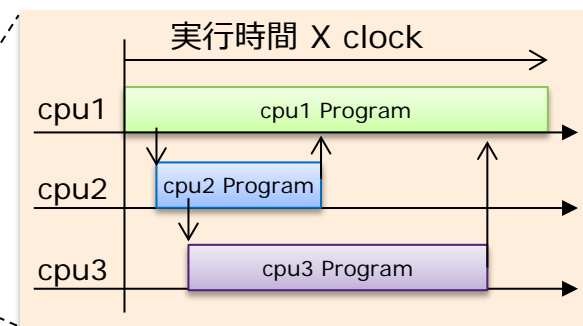 実行時間 X clock
cpu1
cpu1 Program
cpu2
cpu2 Program
cpu3
cpu3 Program